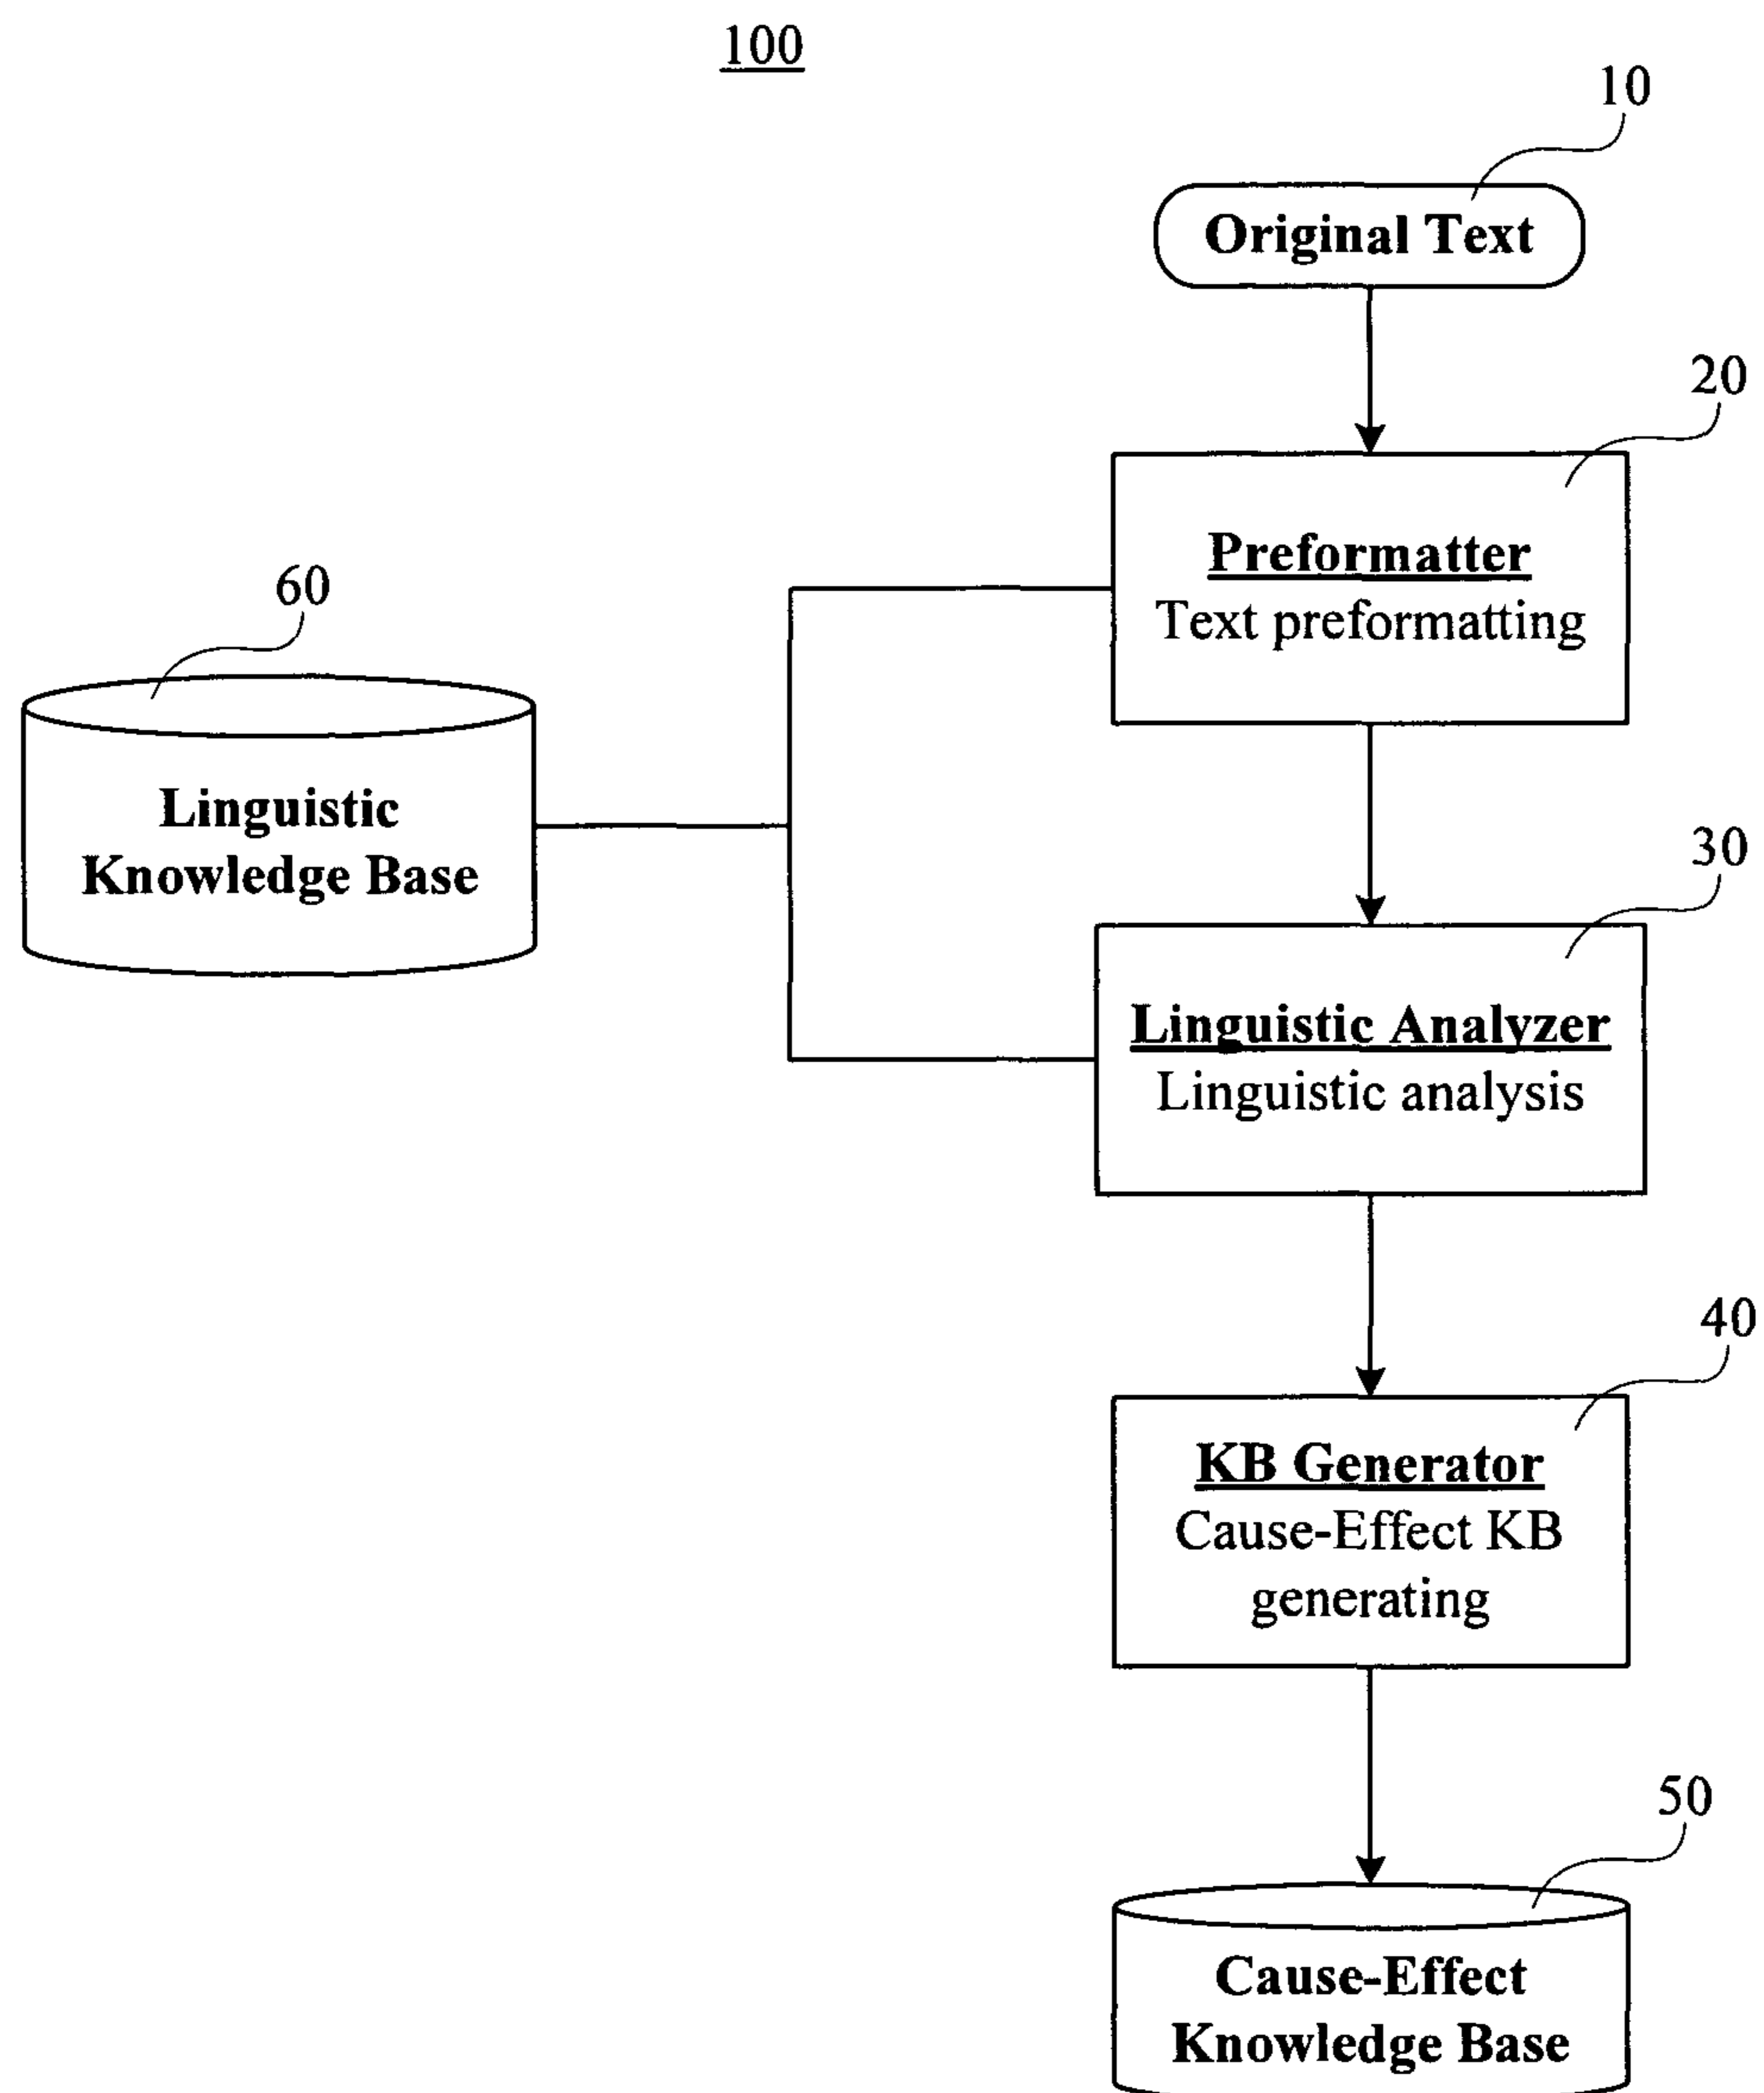 100
10
Original Text
20
Preformatter
Text preformatting
60
Linguistic
Knowledge Base
30
Linguistic Analyzer
Linguistic analysis
40
KB Generator
Cause-Effect KB
generating
50
Cause-Effect
Knowledge Base